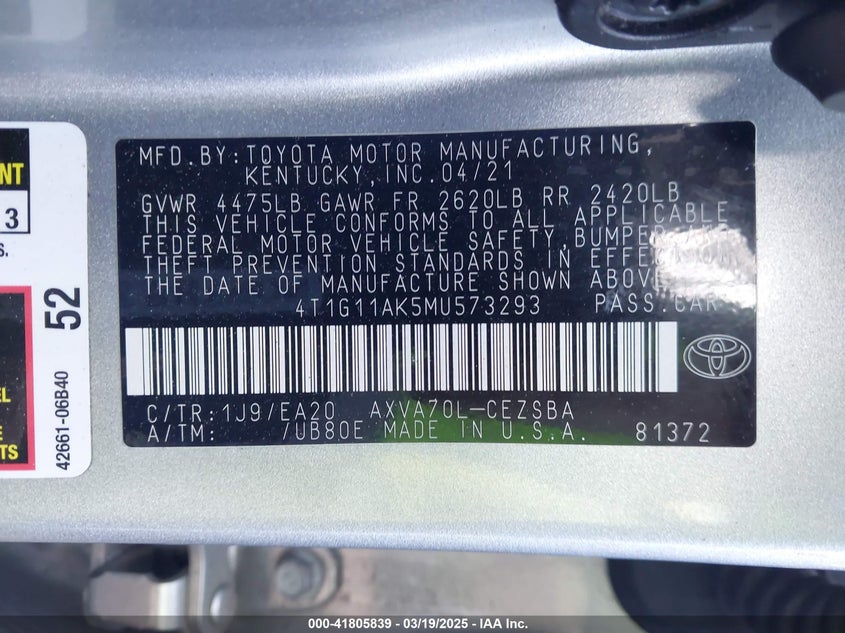 MFD.BY:TOYOTA MOTOR MANUFACTURING,
KENTUCKY,INC.04/21
GVWR 4475LB GAWR FR 2620LB RR 2420LB
THIS VEHICLE CONFORMS TO ALL APPLICABLE
FEDERAL MOTOR VEHICLE SAFETY,BUMPER,
THEFT PREVENTION STANDARDS IN EFFECT ON
THE DATE OF MANUFACTURE SHOWN ABOVE.
4T1G11AK5MU573293 PASS.CAR
C/TR:1J9/EA20 AXVA70L-CEZSBA
A/TM: /UB80E MADE IN U.S.A. 81372
NT
3
S.
52
42661-06B40
EL
E
TS
000-41805839 - 03/19/2025 - IAA Inc.